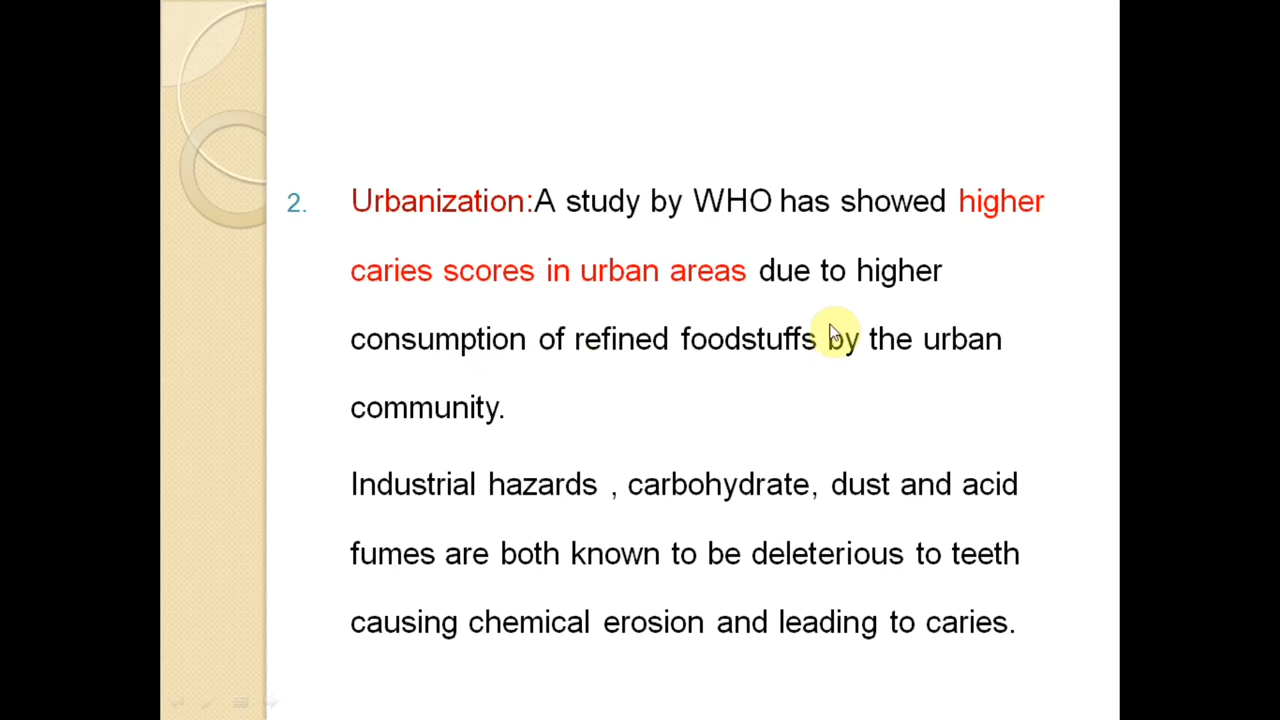 2. Urbanization:A study by WHO has showed higher
caries scores in urban areas due to higher
consumption of refined foodstuffs by the urban
community.
Industrial hazards , carbohydrate, dust and acid
fumes are both known to be deleterious to teeth
causing chemical erosion and leading to caries.